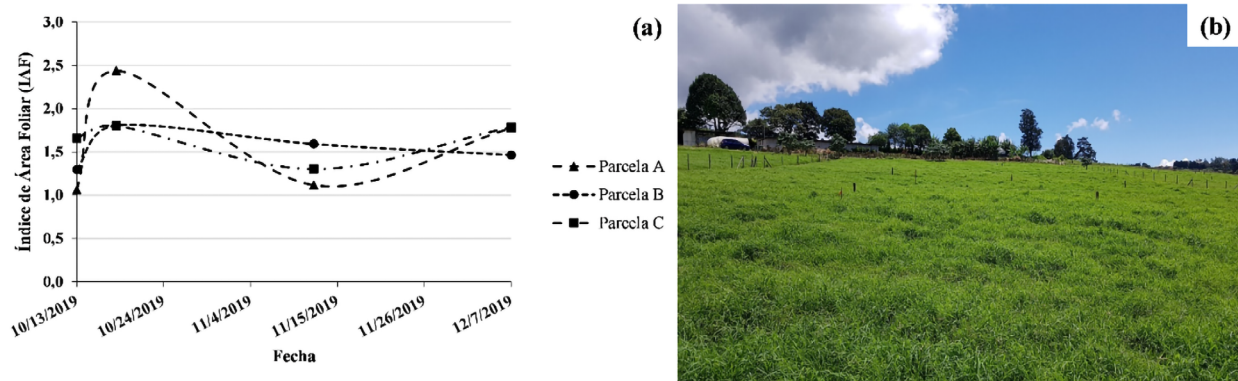 (a)
3,0
2,5
2,0
1,5
1,0
0,5
0,0
Índice de Área Foliar (IAF)
10/13/2019
10/24/2019
11/4/2019
11/15/2019
11/26/2019
12/7/2019
Fecha
Parcela A
Parcela B
Parcela C
(b)